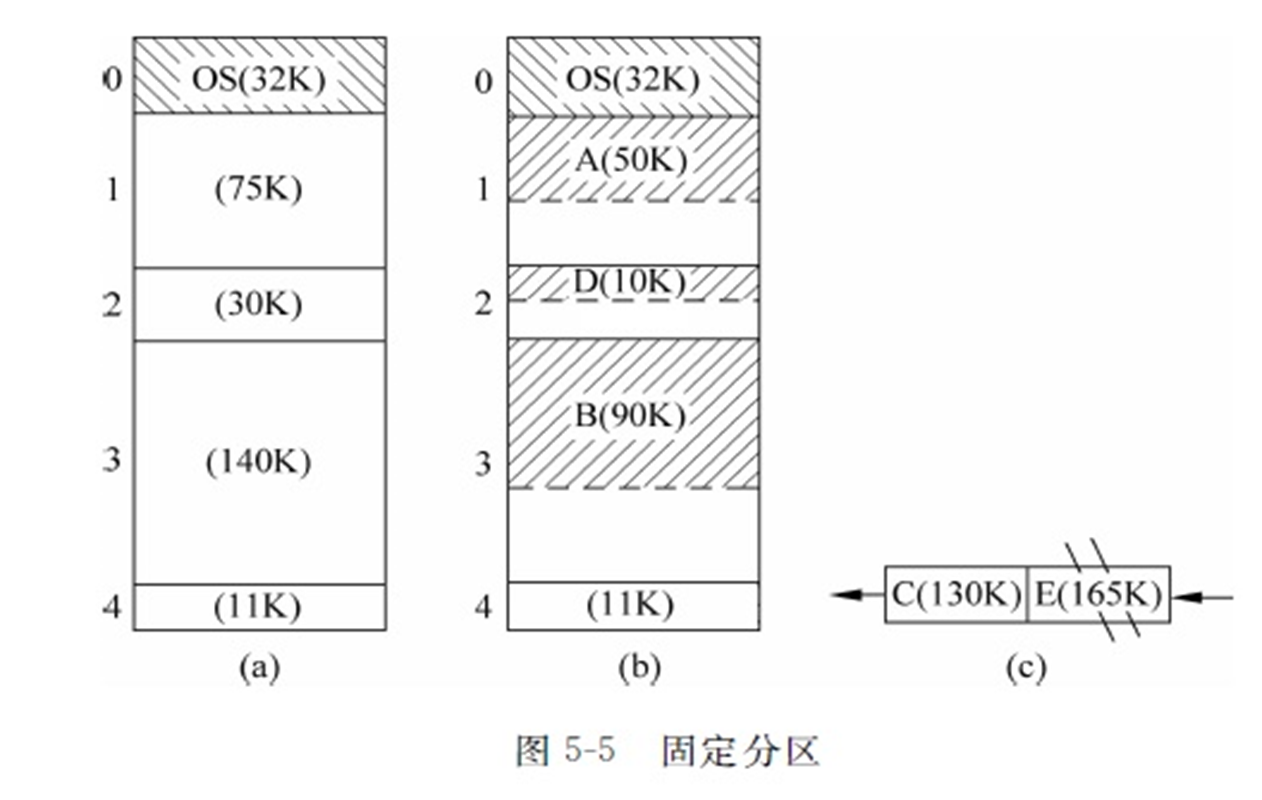 0 OS(32K)
1 (75K)
2 (30K)
3 (140K)
4 (11K)
(a)
0 OS(32K)
A(50K)
1
D(10K)
2
B(90K)
3
4 (11K)
(b)
C(130K) E(165K)
(c)
图 5-5 固定分区